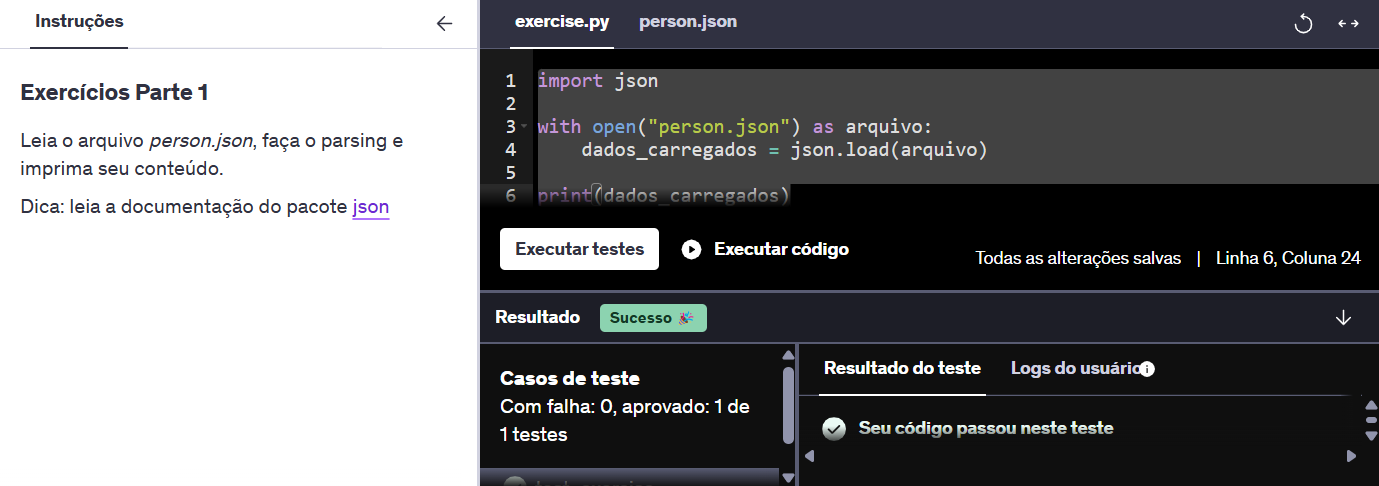 Instruções
Exercícios Parte 1
Leia o arquivo person.json, faça o parsing e
imprima seu conteúdo.
Dica: leia a documentação do pacote json
exercise.py person.json
1 import json
2
3 with open("person.json") as arquivo:
4     dados_carregados = json.load(arquivo)
5
6 print(dados_carregados)
Executar testes Executar código
Todas as alterações salvas | Linha 6, Coluna 24
Resultado Sucesso 🎉
Casos de teste
Com falha: 0, aprovado: 1 de
1 testes
Resultado do teste Logs do usuário
Seu código passou neste teste